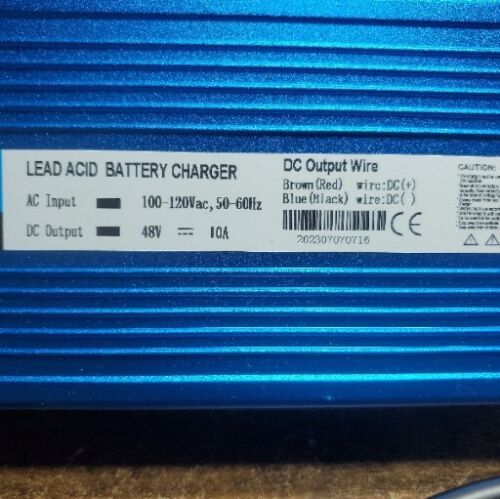 LEAD ACID BATTERY CHARGER
AC Input 100-120Vac, 50-60Hz
DC Output 48V 10A
DC Output Wire
Brown(Red) wire:DC(+)
Blue(Black) wire:DC( )
CE
202307070716
CAUTION: